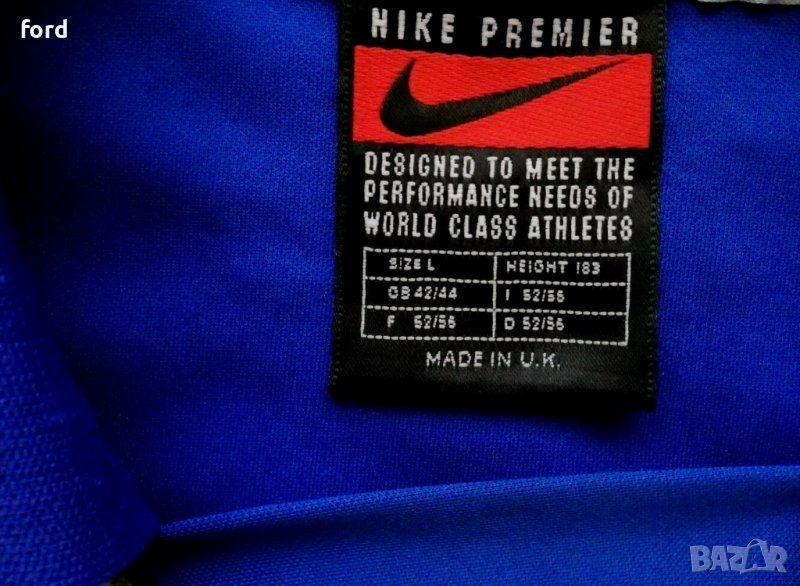 ford
NIKE PREMIER
DESIGNED TO MEET THE
PERFORMANCE NEEDS OF
WORLD CLASS ATHLETES
SIZE L HEIGHT 183
GB 42/44 I 52/56
F 52/56 D 52/56
MADE IN U.K.
BAZAR